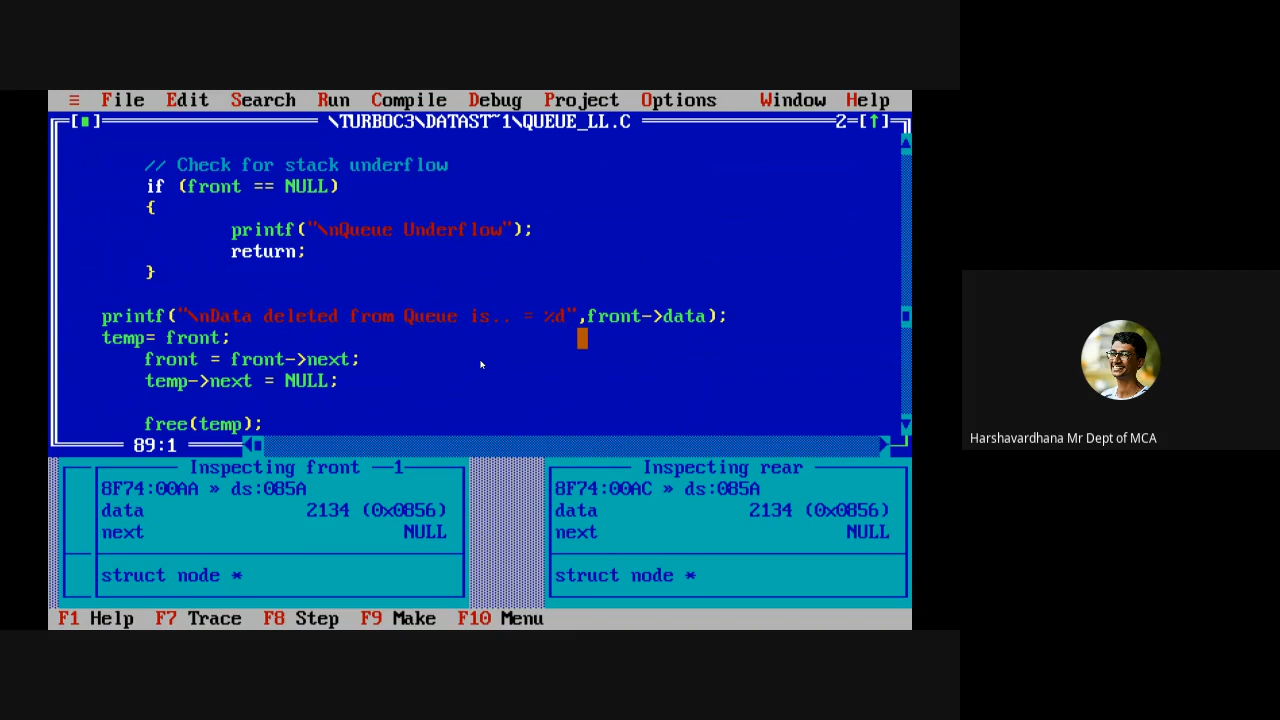 ≡ File Edit Search Run Compile Debug Project Options Window Help
[■] \TURBOC3\DATAST~1\QUEUE_LL.C 2=[↑]
// Check for stack underflow
if (front == NULL)
{
printf("\nQueue Underflow");
return;
}
printf("\nData deleted from Queue is.. = %d",front->data);
temp= front;
front = front->next;
temp->next = NULL;
free(temp);
89:1
Inspecting front 1
8F74:00AA » ds:085A
data 2134 (0x0856)
next NULL
struct node *
Inspecting rear
8F74:00AC » ds:085A
data 2134 (0x0856)
next NULL
struct node *
F1 Help F7 Trace F8 Step F9 Make F10 Menu
Harshavardhana Mr Dept of MCA